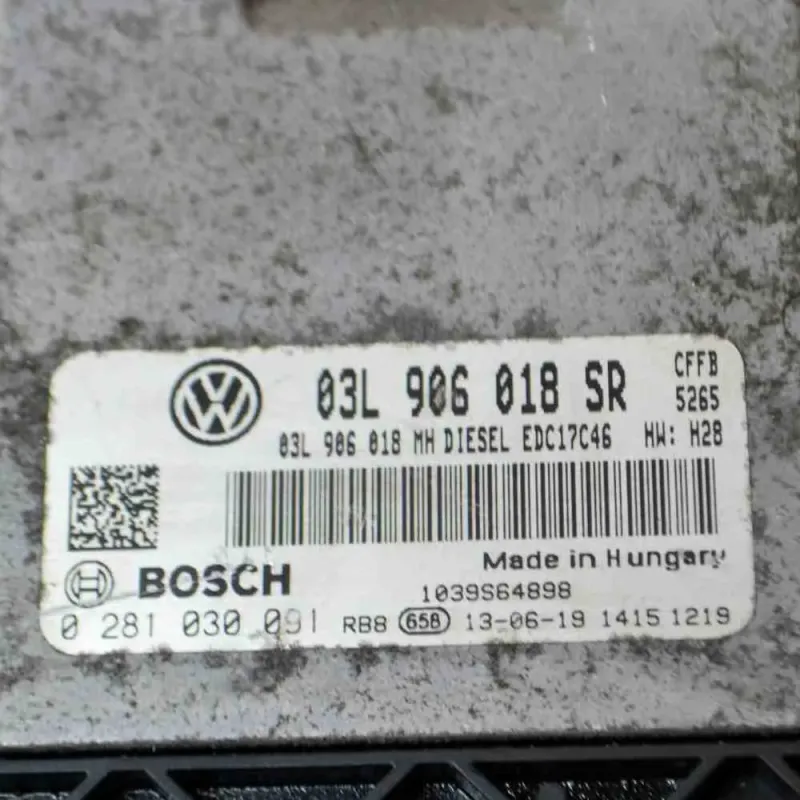 03L 906 018 SR CFFB
5265
03L 906 018 MH DIESEL EDC17C46 HW: H28
Made in Hungary
BOSCH 1039S64898
0 281 030 091 RB8 658 13-06-19 1415 1219